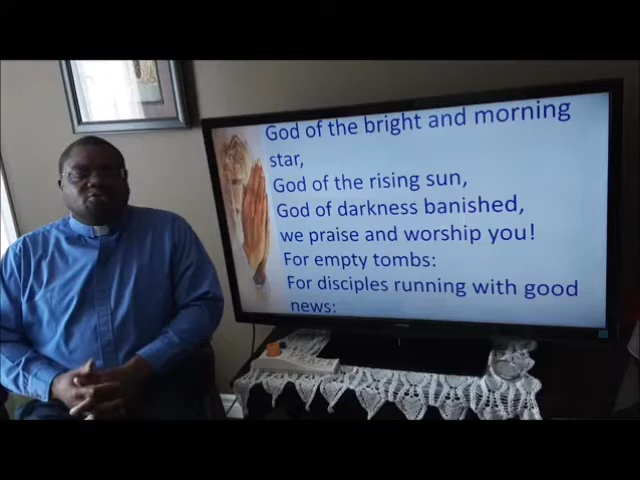 God of the bright, and morning
star,
God of the rising sun,
God of darkness banished,
we praise and worship you!
For empty tombs:
For disciples running with good
news: